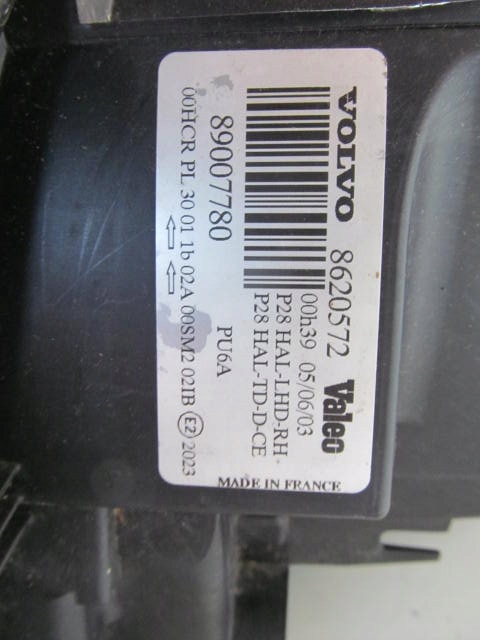 VOLVO 8620572 Valeo
00h39 05/06/03
P28 HAL-LHD-RH
P28 HAL-TD-D-CE
89007780 PU6A
00HCR PL 30 01 1b 02A 00SM2 02IB E2 2023
MADE IN FRANCE